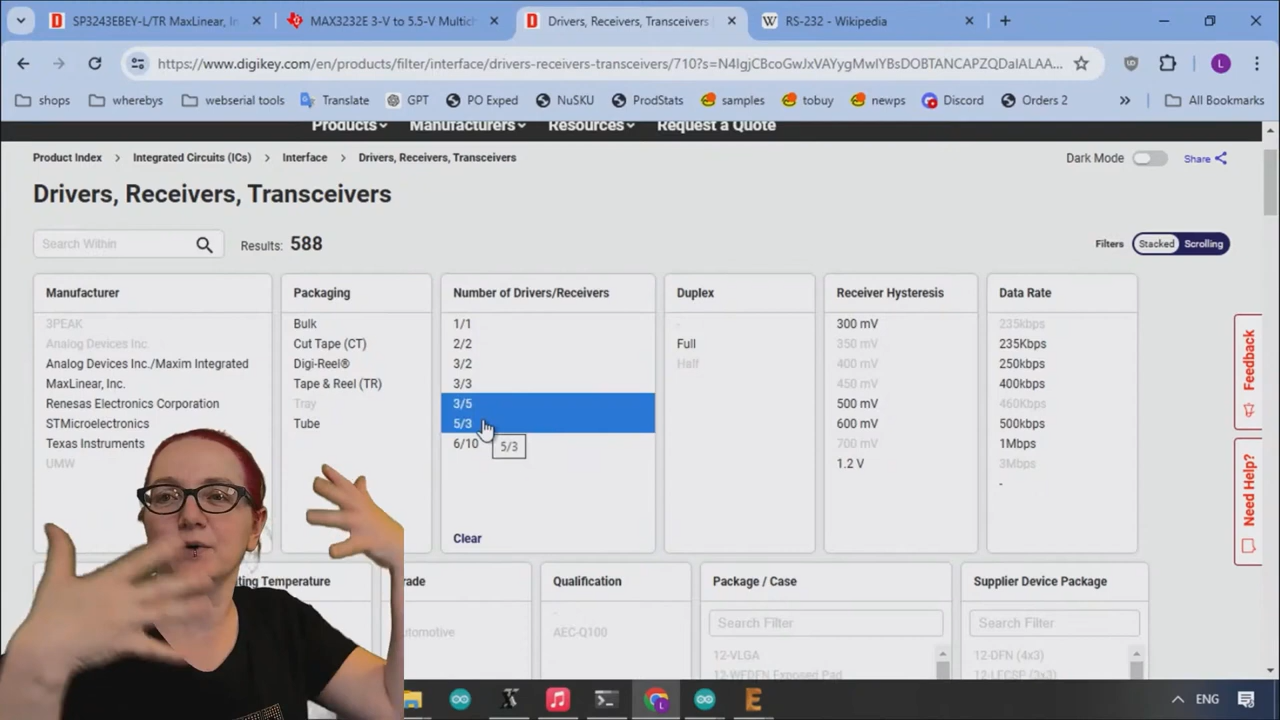 SP3243EBEY-L/TR MaxLinear, In
MAX3232E 3-V to 5.5-V Multich
Drivers, Receivers, Transceivers
RS-232 - Wikipedia
https://www.digikey.com/en/products/filter/interface/drivers-receivers-transceivers/710?s=N4IgjCBcoGwJxVAYygMwIYBsDOBTANCAPZQDaIALAA...
shops
wherebys
webserial tools
Translate
GPT
PO Exped
NuSKU
ProdStats
samples
tobuy
newps
Discord
Orders 2
All Bookmarks
Products
Manufacturers
Resources
Request a Quote
Product Index > Integrated Circuits (ICs) > Interface > Drivers, Receivers, Transceivers
Dark Mode
Share
Drivers, Receivers, Transceivers
Search Within
Results: 588
Filters
Stacked
Scrolling
Manufacturer
3PEAK
Analog Devices Inc.
Analog Devices Inc./Maxim Integrated
MaxLinear, Inc.
Renesas Electronics Corporation
STMicroelectronics
Texas Instruments
UMW
Packaging
Bulk
Cut Tape (CT)
Digi-Reel®
Tape & Reel (TR)
Tray
Tube
Number of Drivers/Receivers
1/1
2/2
3/2
3/3
3/5
5/3
6/10
5/3
Clear
Duplex
-
Full
Half
Receiver Hysteresis
300 mV
350 mV
400 mV
450 mV
500 mV
600 mV
700 mV
1.2 V
Data Rate
235kbps
235Kbps
250kbps
400kbps
460Kbps
500kbps
1Mbps
3Mbps
-
Feedback
Need Help?
ting Temperature
rade
utomotive
Qualification
-
AEC-Q100
Package / Case
Search Filter
12-VLGA
12-WFDFN Exposed Pad
Supplier Device Package
Search Filter
12-DFN (4x3)
ENG